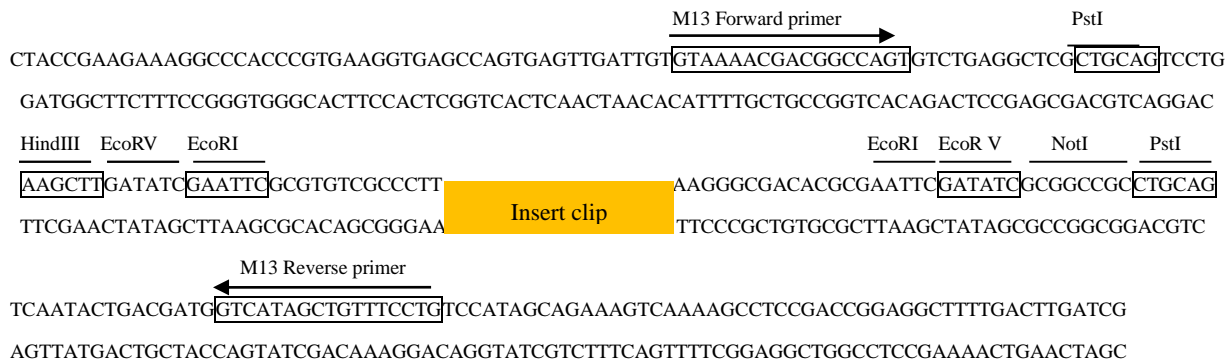 M13 Forward primer PstI
CTACCGAAGAAAGGCCCACCCGTGAAGGTGAGCCAGTGAGTTGATTGTGTAAAACGACGGCCAGTGTCTGAGGCTCGCTGCAGTCCTG
GATGGCTTCTTTCCGGGTGGGCACTTCCACTCGGTCACTCAACTAACACATTTTGCTGCCGGTCACAGACTCCGAGCGACGTCAGGAC
HindIII EcoRV EcoRI EcoRI EcoR V NotI PstI
AAGCTTGATATCGAATTCGCGTGTCGCCCTT AAGGGCGACACGCGAATTCGATATCGCGGCCGCCTGCAG
Insert clip
TTCGAACTATAGCTTAAGCGCACAGCGGGAA TTCCCGCTGTGCGCTTAAGCTATAGCGCCGGCGGACGTC
M13 Reverse primer
TCAATACTGACGATGGTCATAGCTGTTTCCTGTCCATAGCAGAAAGTCAAAAGCCTCCGACCGGAGGCTTTTGACTTGATCG
AGTTATGACTGCTACCAGTATCGACAAAGGACAGGTATCGTCTTTCAGTTTTCGGAGGCTGGCCTCCGAAAACTGAACTAGC